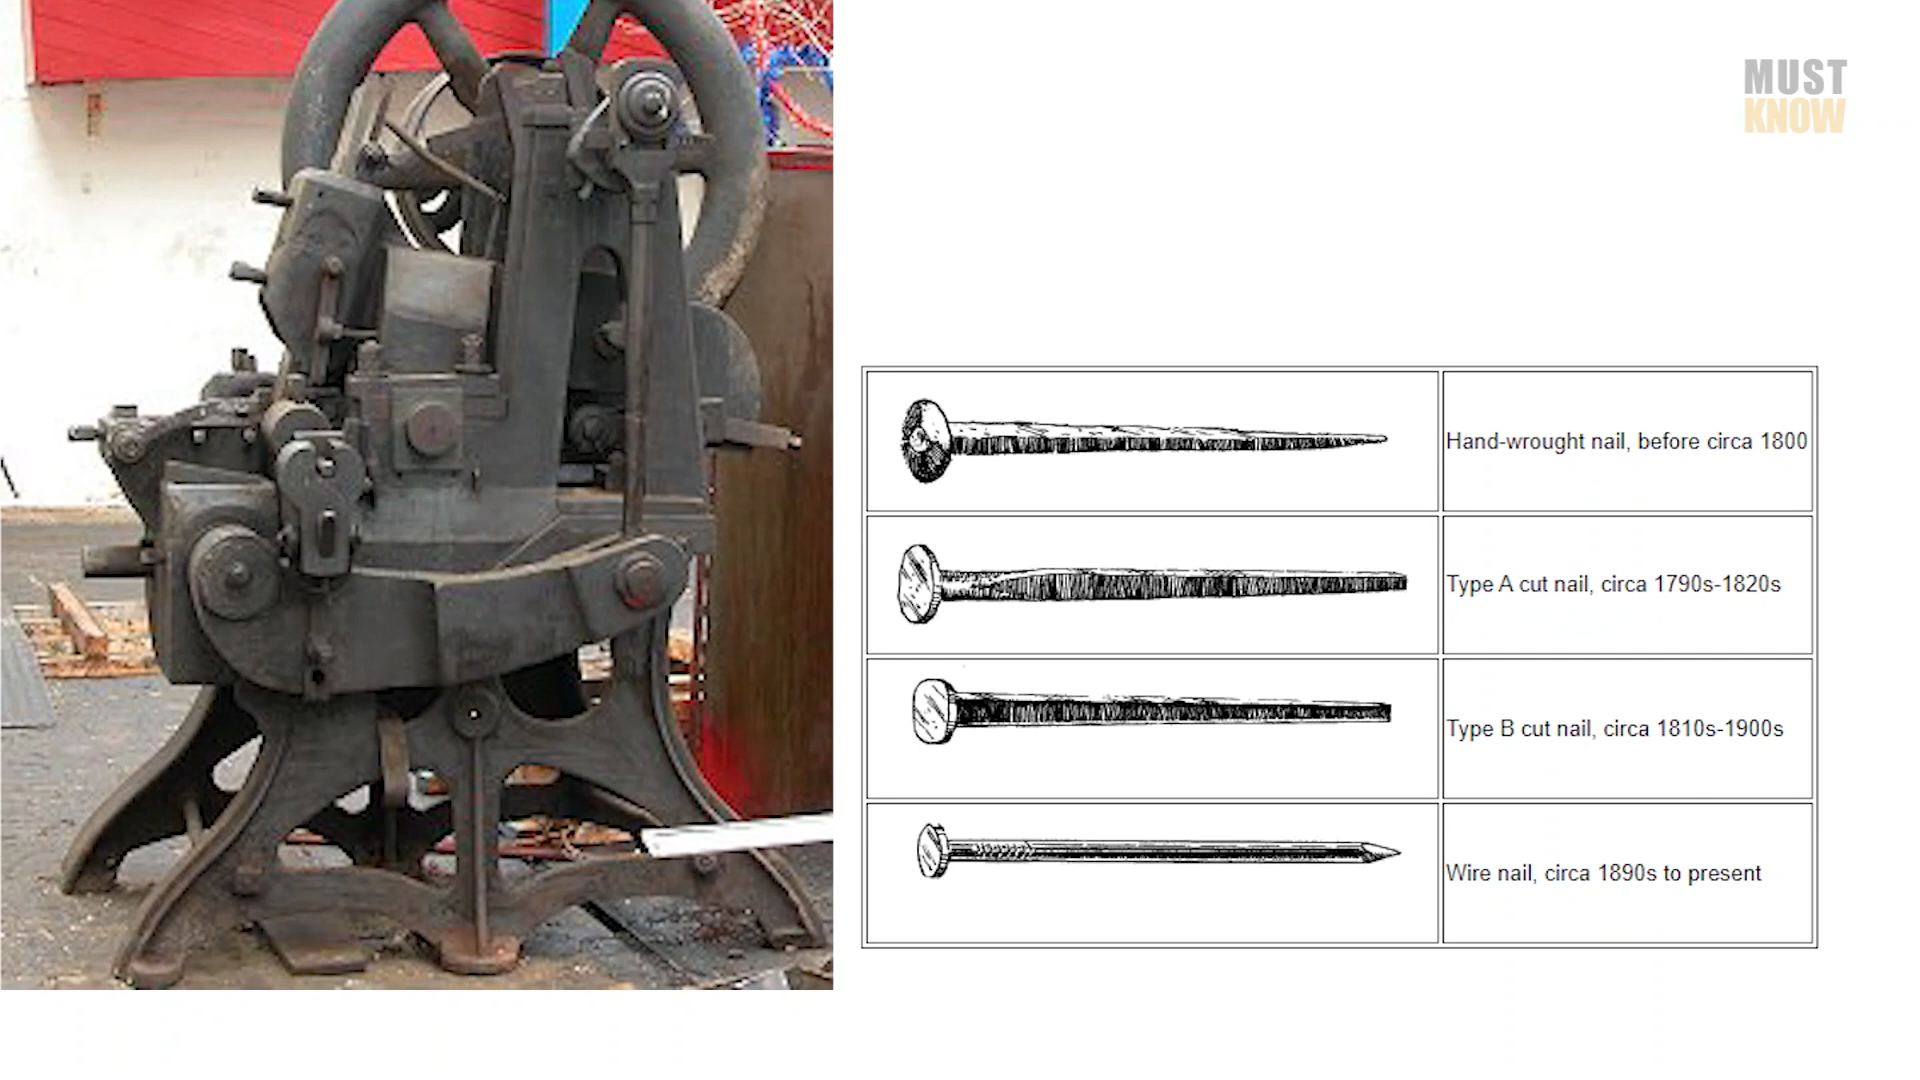 MUST
KNOW
Hand-wrought nail, before circa 1800
Type A cut nail, circa 1790s-1820s
Type B cut nail, circa 1810s-1900s
Wire nail, circa 1890s to present